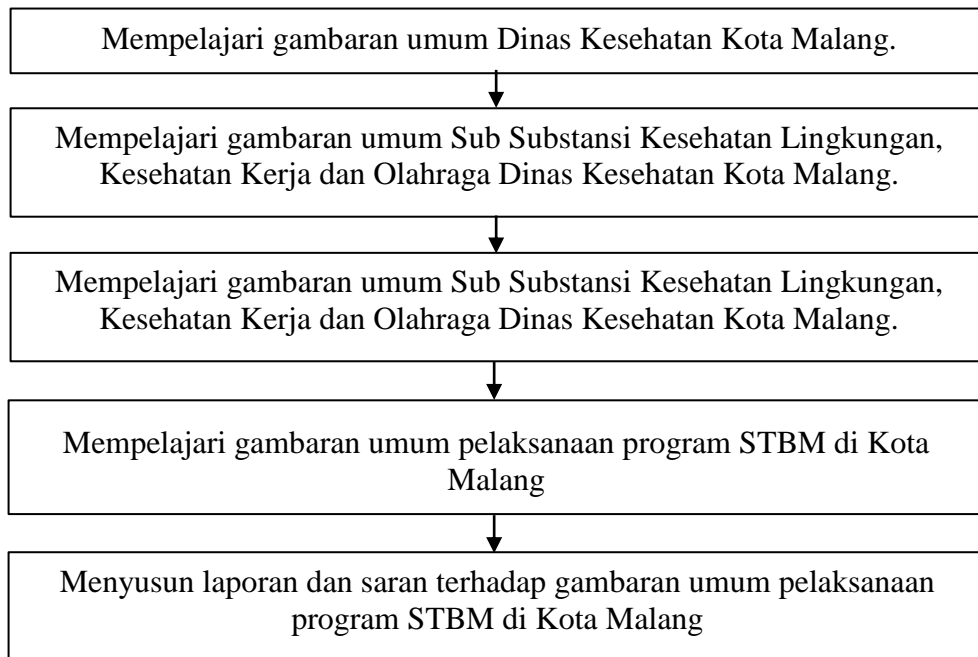 Mempelajari gambaran umum Dinas Kesehatan Kota Malang.
Mempelajari gambaran umum Sub Substansi Kesehatan Lingkungan,
Kesehatan Kerja dan Olahraga Dinas Kesehatan Kota Malang.
Mempelajari gambaran umum Sub Substansi Kesehatan Lingkungan,
Kesehatan Kerja dan Olahraga Dinas Kesehatan Kota Malang.
Mempelajari gambaran umum pelaksanaan program STBM di Kota
Malang
Menyusun laporan dan saran terhadap gambaran umum pelaksanaan
program STBM di Kota Malang